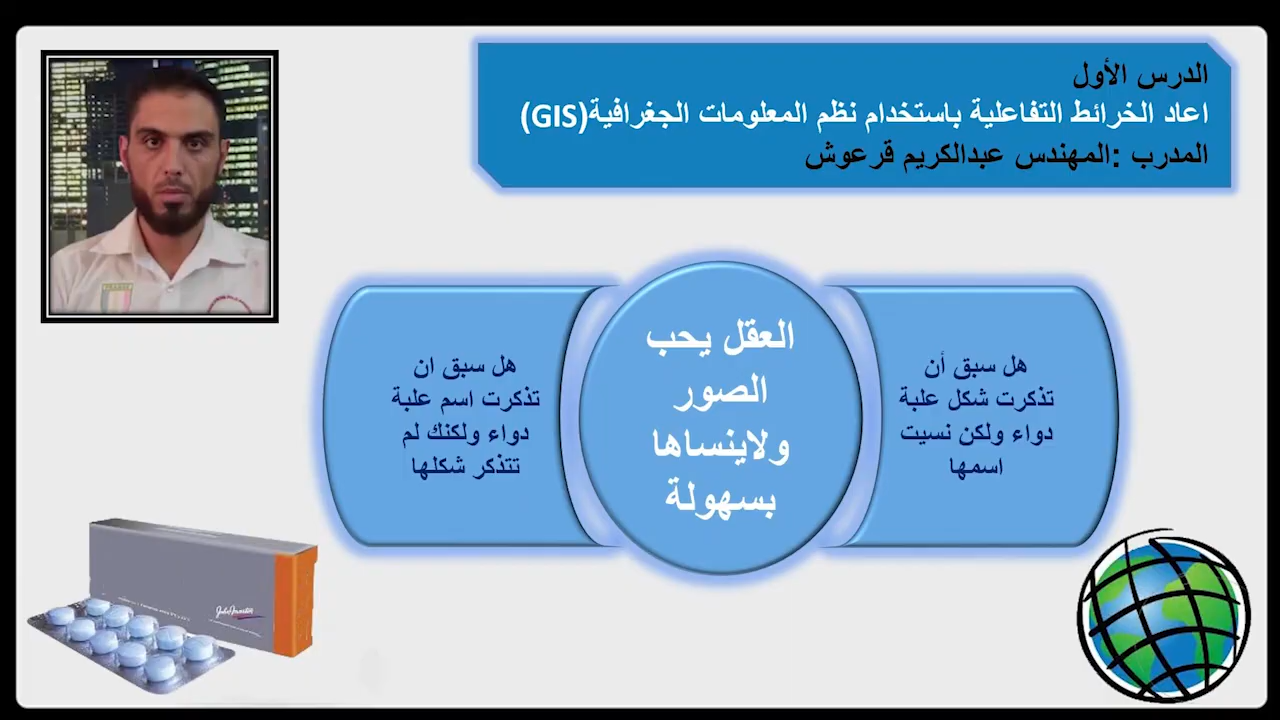 الدرس الأول
اعاد الخرائط التفاعلية باستخدام نظم المعلومات الجغرافية(GIS)
المدرب :المهندس عبدالكريم قرعوش
هل سبق أن
تذكرت شكل علبة
دواء ولكن نسيت
اسمها
العقل يحب
الصور
ولاينساها
بسهولة
هل سبق ان
تذكرت اسم علبة
دواء ولكنك لم
تتذكر شكلها